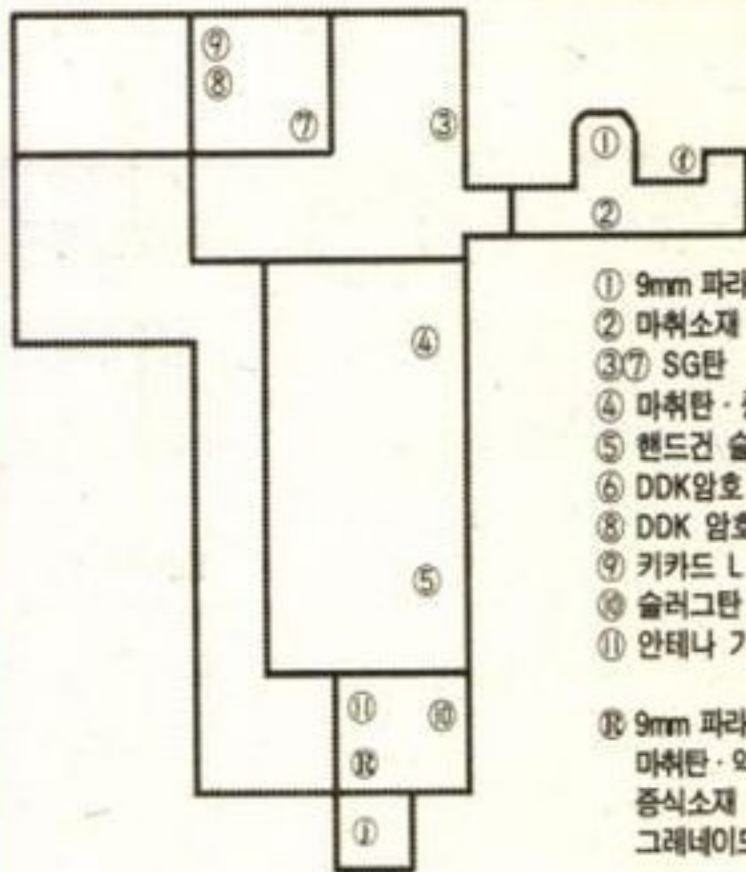 ⑨
⑧
⑦
③
①
ⓕ
②
④
⑤
⑪
⑩
Ⓡ
ⓙ
① 9mm 파라
② 마취소재
③⑦ SG탄
④ 마취탄 ·
⑤ 핸드건 슬
⑥ DDK암호
⑧ DDK 암호
⑨ 키카드 L
⑩ 슬러그탄
⑪ 안테나 기
Ⓡ 9mm 파라
마취탄 · 약
증식소재
그레네이드